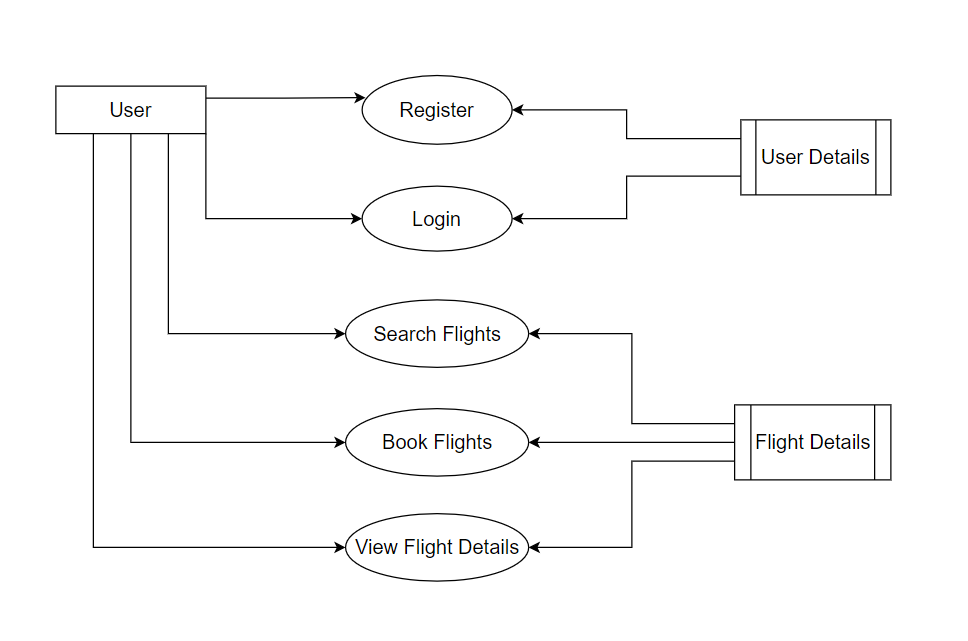 User
Register
User Details
Login
Search Flights
Book Flights
Flight Details
View Flight Details